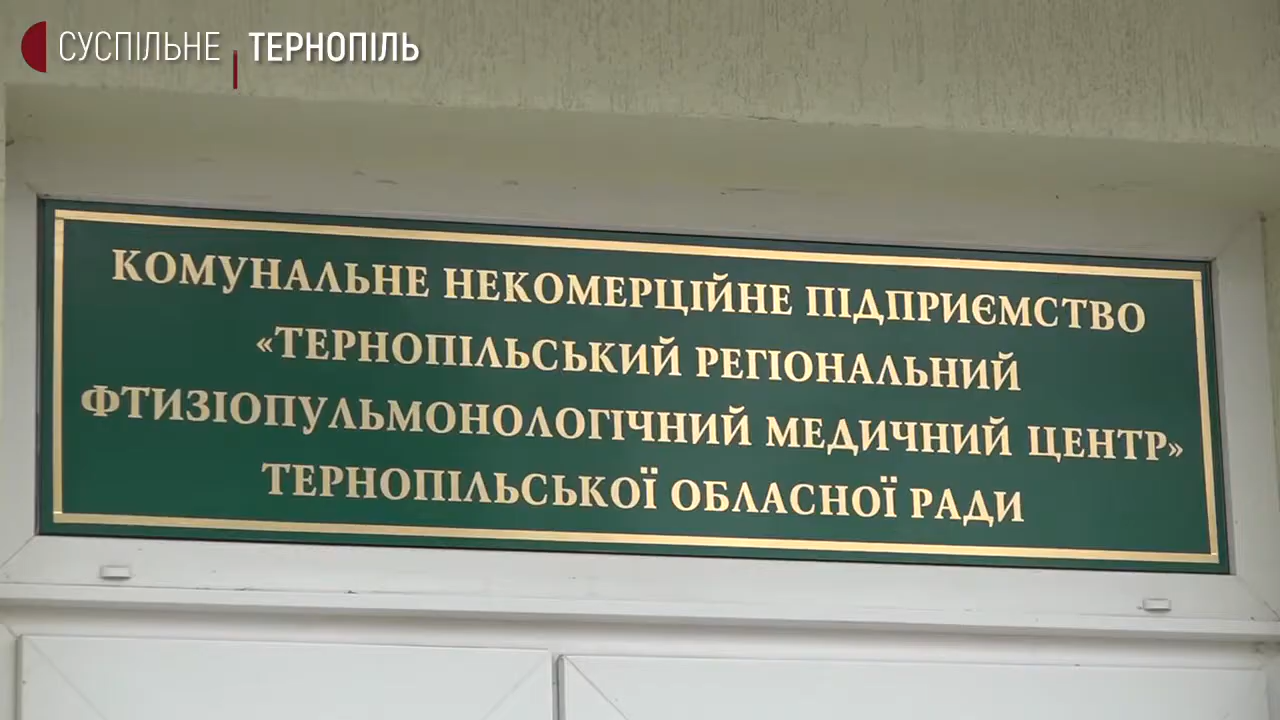 СУСПІЛЬНЕ ТЕРНОПІЛЬ
КОМУНАЛЬНЕ НЕКОМЕРЦІЙНЕ ПІДПРИЄМСТВО
«ТЕРНОПІЛЬСЬКИЙ РЕГІОНАЛЬНИЙ
ФТИЗІОПУЛЬМОНОЛОГІЧНИЙ МЕДИЧНИЙ ЦЕНТР»
ТЕРНОПІЛЬСЬКОЇ ОБЛАСНОЇ РАДИ